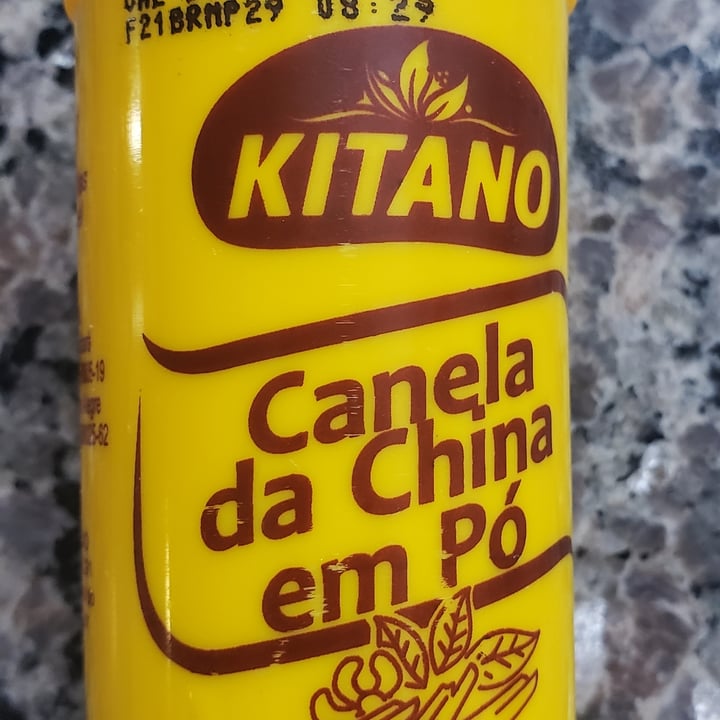 F21BRMP29 08:29
KITANO
Canela
da China
em Pó